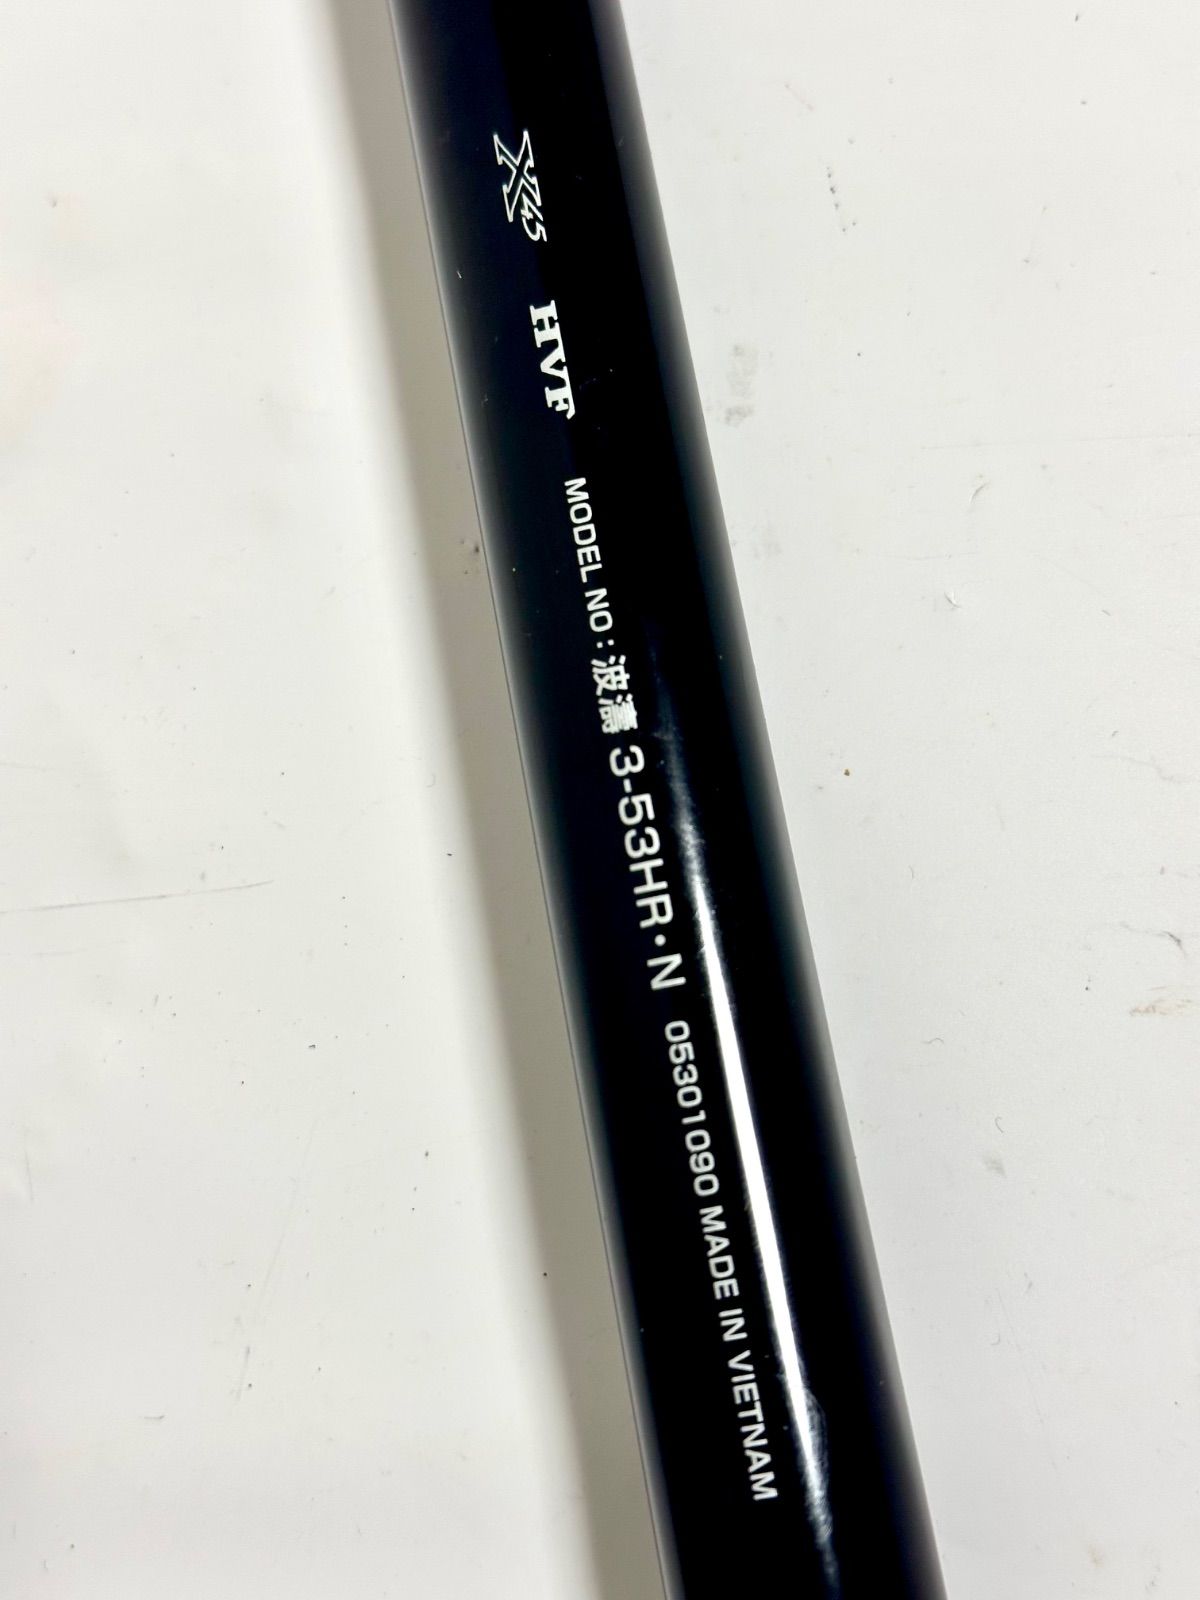 X45 HVF MODEL NO : 波濤 3-53HR・N 05301090 MADE IN VIETNAM